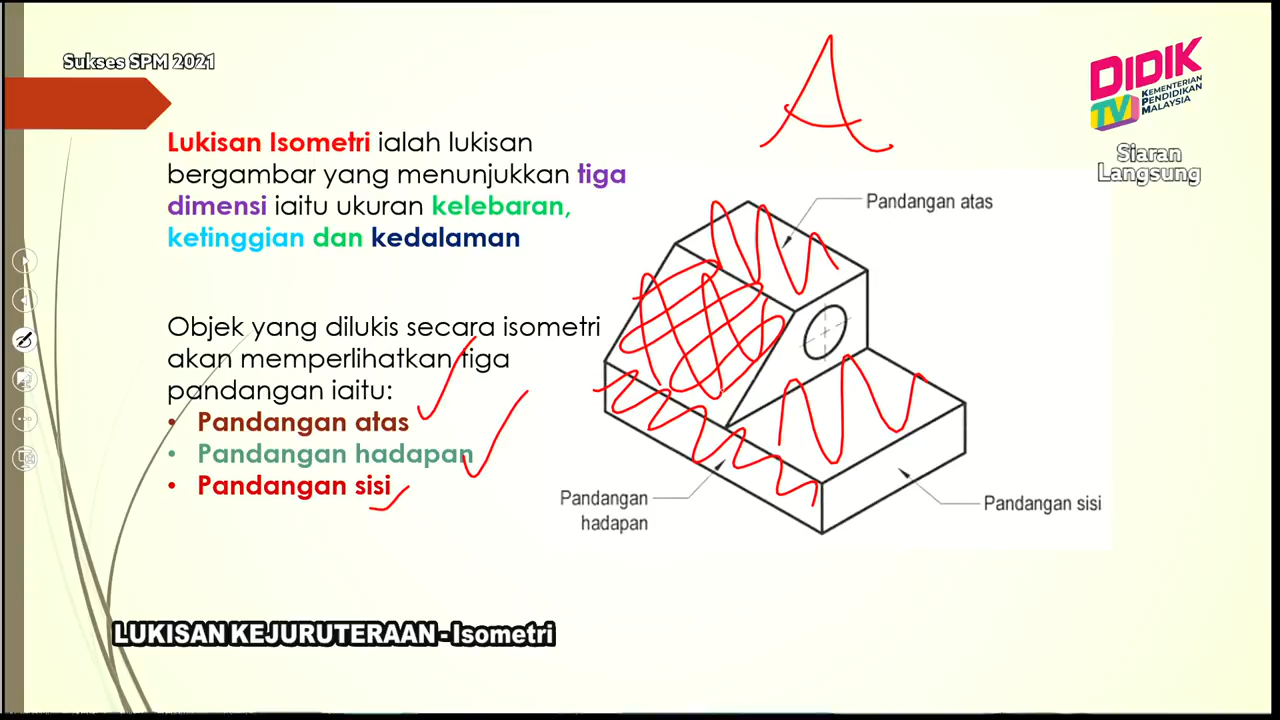 Sukses SPM 2021
A
DIDIK
TV
KEMENTERIAN
PENDIDIKAN
MALAYSIA
Siaran
Langsung
Lukisan Isometri ialah lukisan
bergambar yang menunjukkan tiga
dimensi iaitu ukuran kelebaran,
ketinggian dan kedalaman
Objek yang dilukis secara isometri
akan memperlihatkan tiga
pandangan iaitu:
• Pandangan atas
• Pandangan hadapan
• Pandangan sisi
Pandangan atas
Pandangan
hadapan
Pandangan sisi
LUKISAN KEJURUTERAAN - Isometri